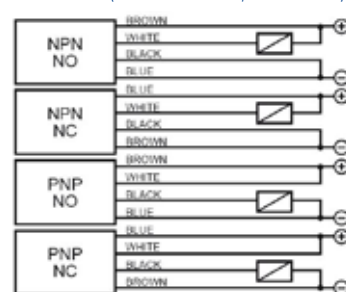 NPN
NO
BROWN
WHITE
BLACK
BLUE
+
−
NPN
NC
BLUE
WHITE
BLACK
BROWN
+
−
PNP
NO
BROWN
WHITE
BLACK
BLUE
+
−
PNP
NC
BLUE
WHITE
BLACK
BROWN
+
−